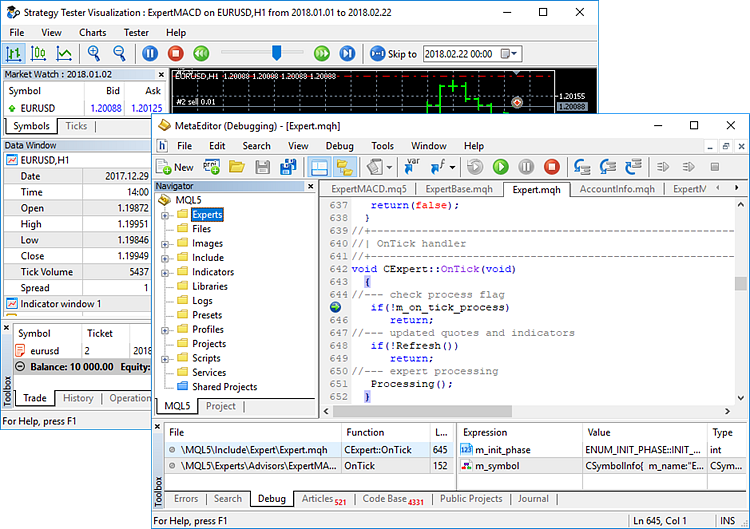 Strategy Tester Visualization : ExpertMACD on EURUSD,H1 from 2018.01.01 to 2018.02.22
File View Charts Tester Help
Skip to 2018.02.22 00:00
Market Watch : 2018.01.02
Symbol Bid Ask
EURUSD 1.20088 1.20125
Symbols Ticks
EURUSD,H1 1.20088 1.20088 1.20088 1.20088
#2 sell 0.01
1.20155
1.20088
Data Window
EURUSD,H1
Date 2017.12.29
Time 14:00
Open 1.19872
High 1.19951
Low 1.19846
Close 1.19949
Tick Volume 5437
Spread 1
Indicator window 1
Symbol Ticket
eurusd 2 2018
Balance: 10 000.00 Equity:
Toolbox
Trade History Operation
For Help, press F1
MetaEditor (Debugging) - [Expert.mqh]
File Edit Search View Debug Tools Window Help
New proj var f
Navigator
MQL5
Experts
Files
Images
Include
Indicators
Libraries
Logs
Presets
Profiles
Projects
Scripts
Services
Shared Projects
MQL5 Project
ExpertMACD.mq5 ExpertBase.mqh Expert.mqh AccountInfo.mqh ExpertM
637 return(false);
638 }
639 //+------------------------------------------------------------------
640 //| OnTick handler
641 //+------------------------------------------------------------------
642 void CExpert::OnTick(void)
643 {
644 //--- check process flag
if(!m_on_tick_process)
646 return;
647 //--- updated quotes and indicators
648 if(!Refresh())
649 return;
650 //--- expert processing
651 Processing();
652 }
File Function L... Expression Value Type
\MQL5\Include\Expert\Expert.mqh CExpert::OnTick 645 123 m_init_phase ENUM_INIT_PHASE::INIT_... int
\MQL5\Experts\Advisors\ExpertMA... OnTick 152 m_symbol CSymbolInfo{ m_name:"E... CSym...
Toolbox
Errors Search Debug Articles 521 Code Base 4331 Public Projects Journal
For Help, press F1 Ln 645, Col 1 INS